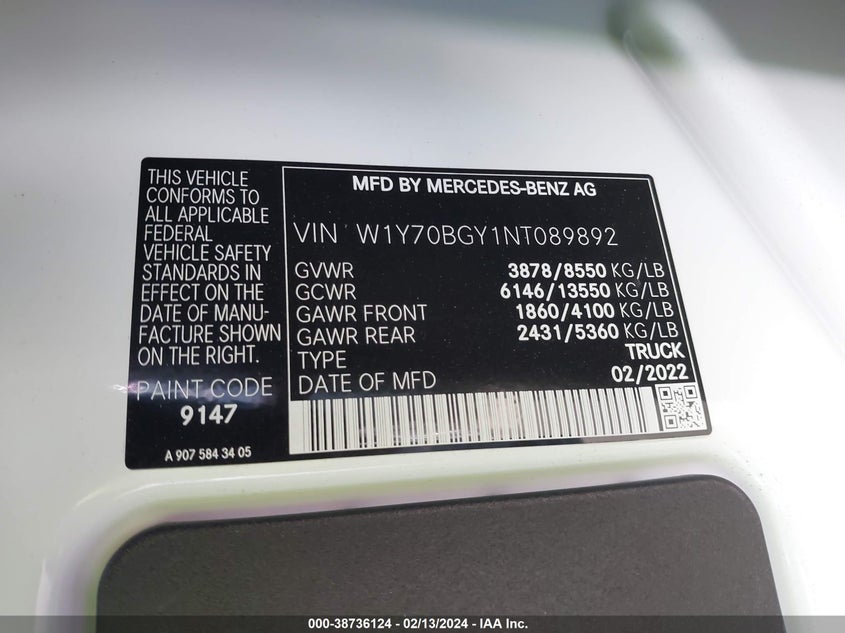 THIS VEHICLE
CONFORMS TO
ALL APPLICABLE
FEDERAL
VEHICLE SAFETY
STANDARDS IN
EFFECT ON THE
DATE OF MANU-
FACTURE SHOWN
ON THE RIGHT.
PAINT CODE
9147
A 907 584 34 05
MFD BY MERCEDES-BENZ AG
VIN W1Y70BGY1NT089892
GVWR 3878/8550 KG/LB
GCWR 6146/13550 KG/LB
GAWR FRONT 1860/4100 KG/LB
GAWR REAR 2431/5360 KG/LB
TYPE TRUCK
DATE OF MFD 02/2022
000-38736124 - 02/13/2024 - IAA Inc.